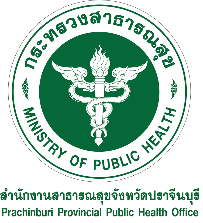 กระทรวงสาธารณสุข
MINISTRY OF PUBLIC HEALTH
สำนักงานสาธารณสุขจังหวัดปราจีนบุรี
Prachinburi Provincial Public Health Office